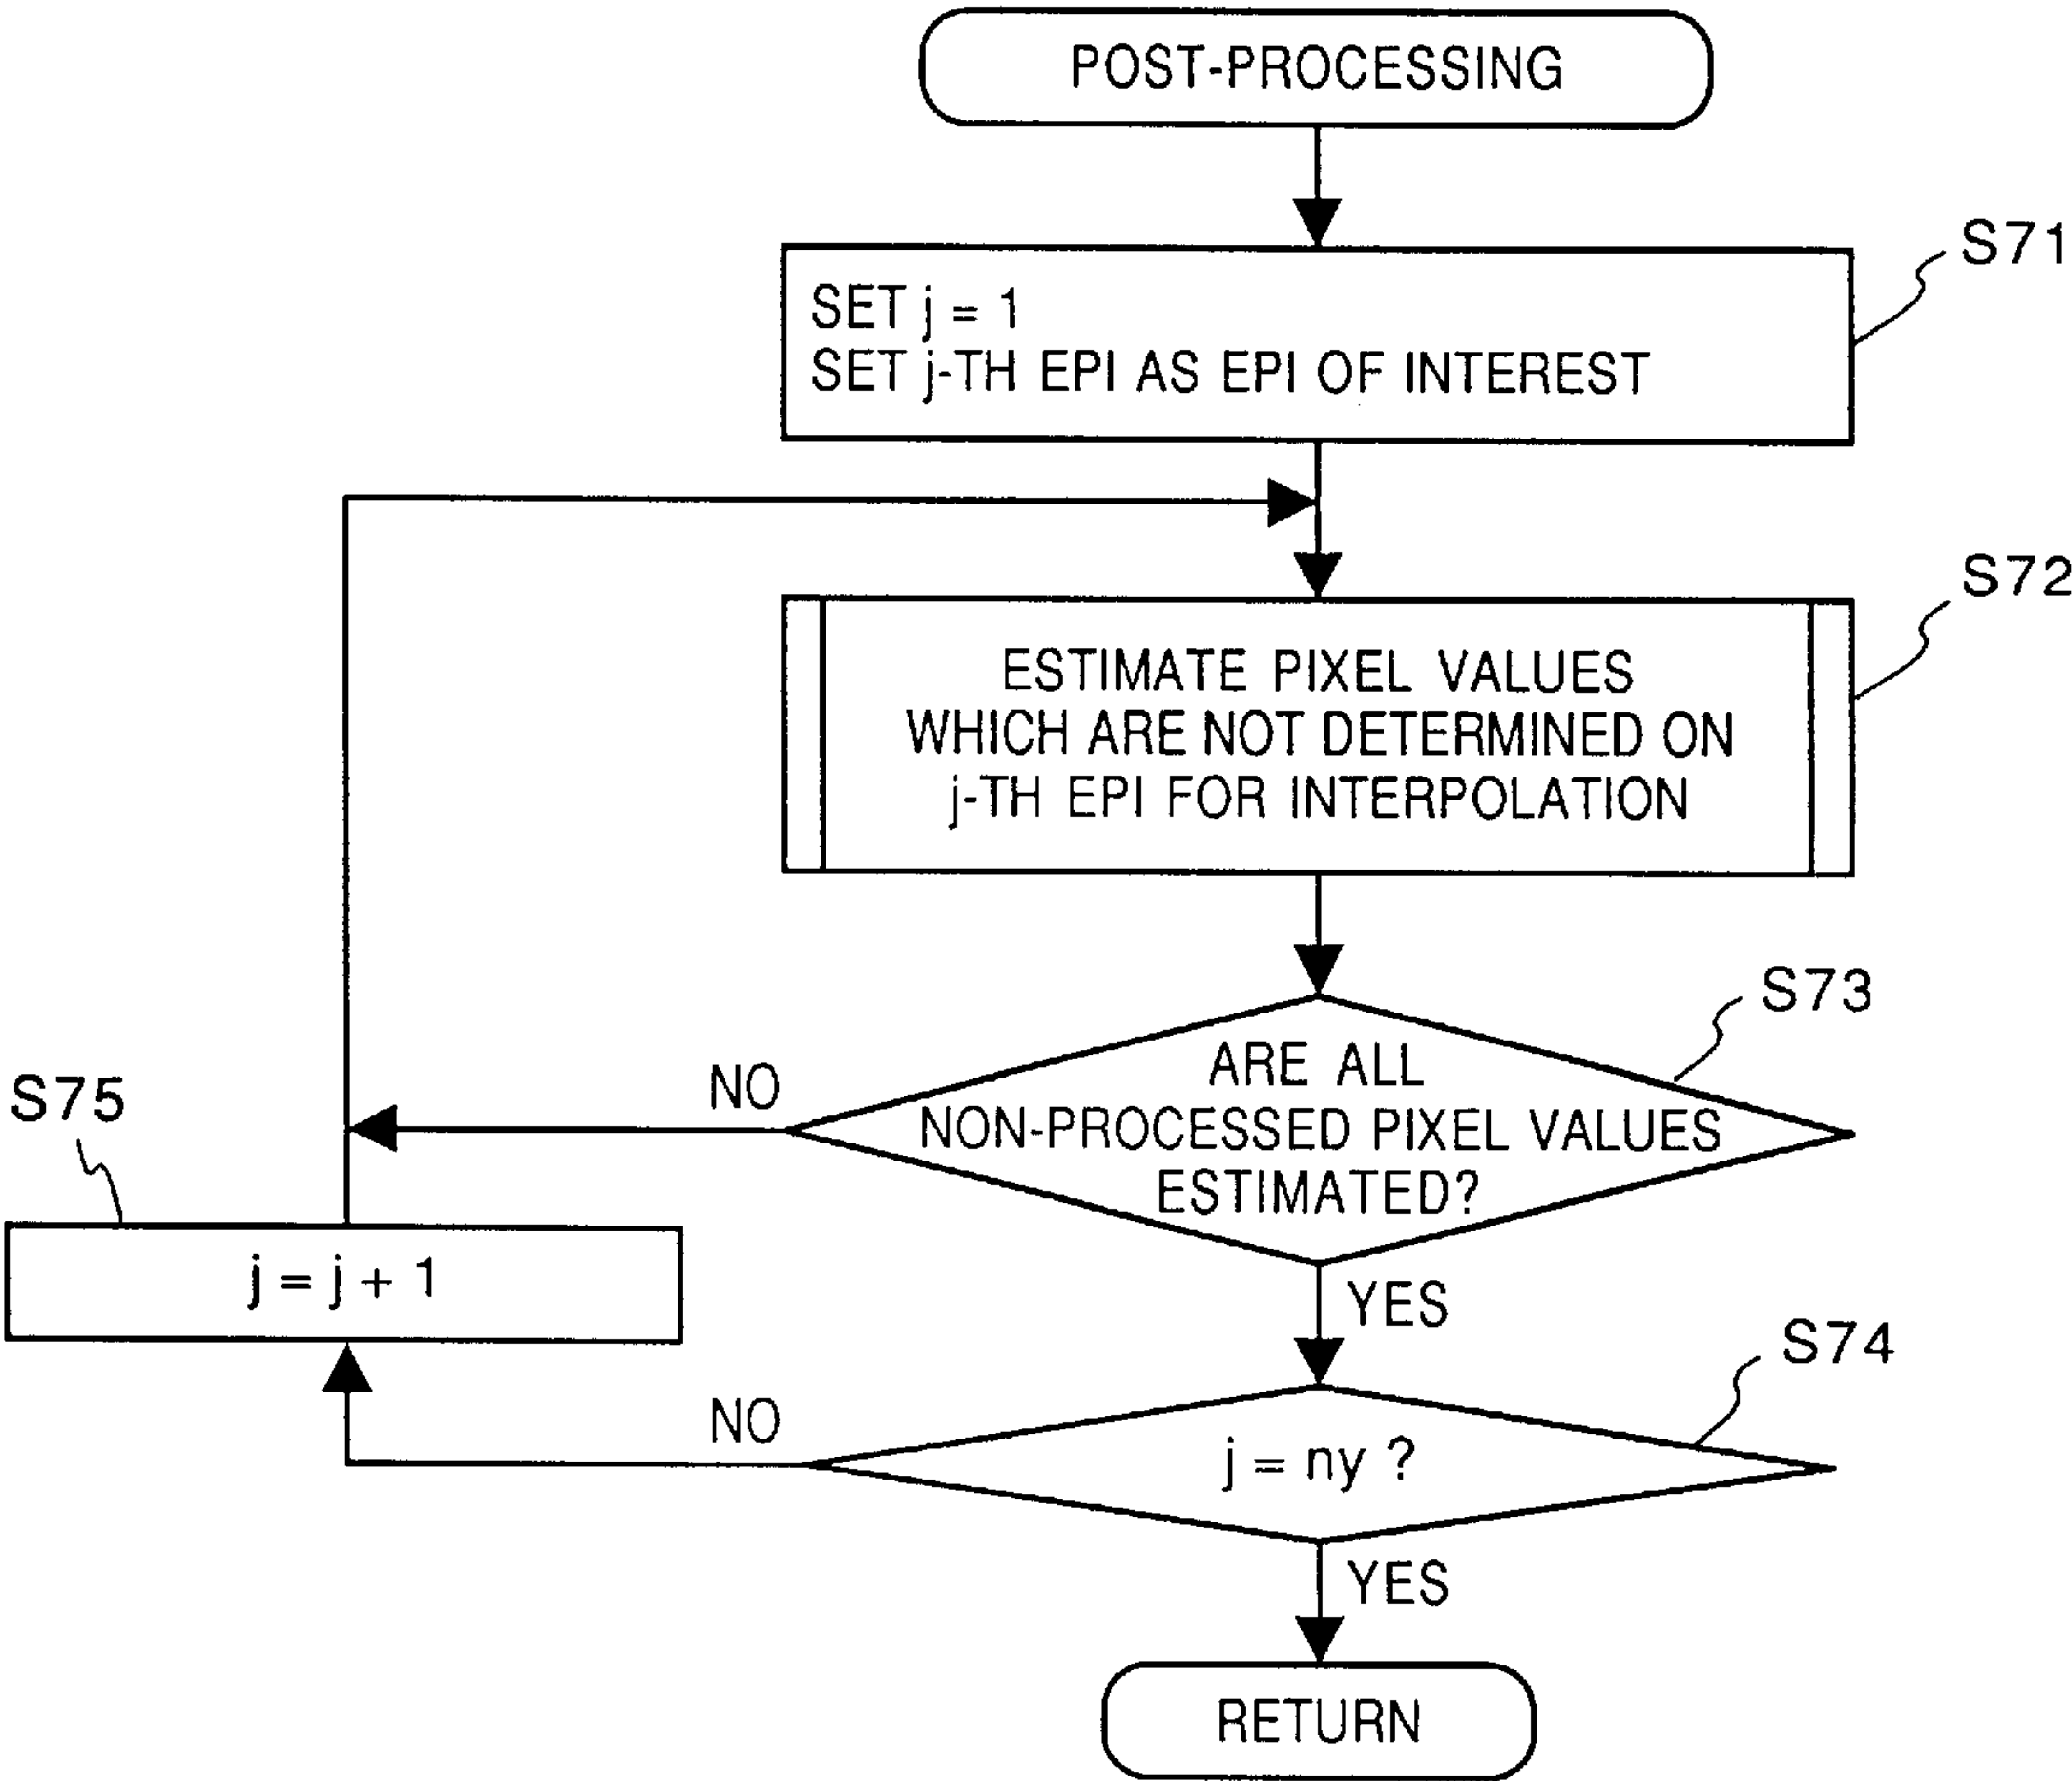 POST-PROCESSING
S71
SET j = 1
SET j-TH EPI AS EPI OF INTEREST
S72
ESTIMATE PIXEL VALUES
WHICH ARE NOT DETERMINED ON
j-TH EPI FOR INTERPOLATION
S73
ARE ALL
NON-PROCESSED PIXEL VALUES
ESTIMATED?
NO
YES
S75
j = j + 1
S74
j = ny ?
NO
YES
RETURN